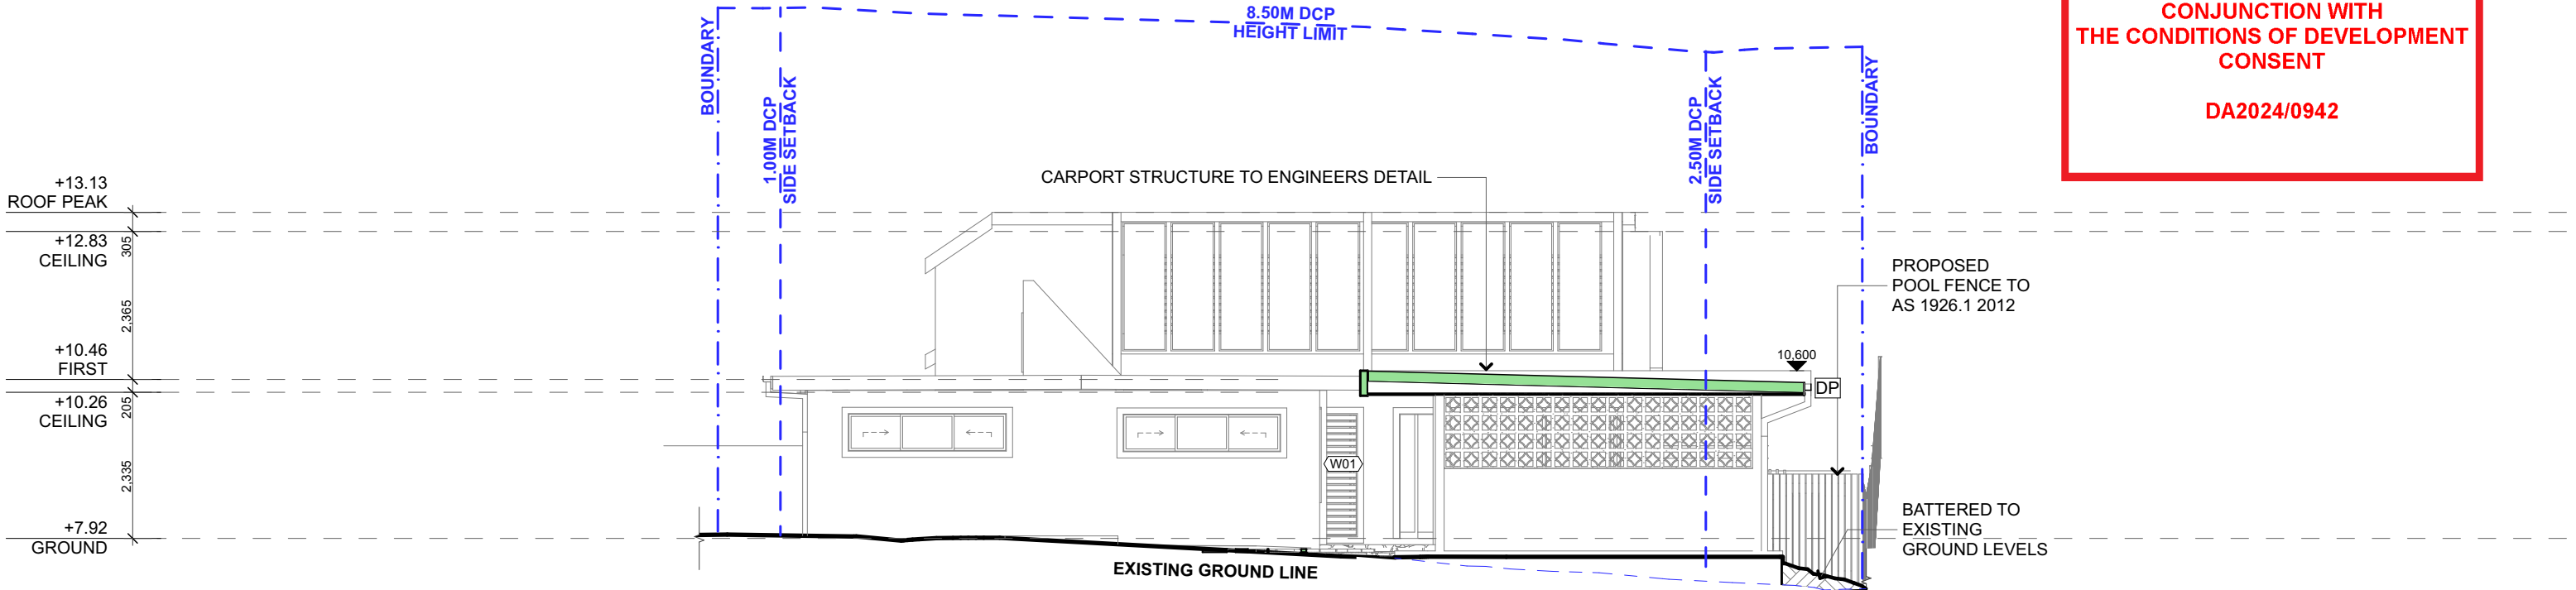 8.50M DCP
HEIGHT LIMIT
CONJUNCTION WITH
THE CONDITIONS OF DEVELOPMENT
CONSENT
DA2024/0942
BOUNDARY
1.00M DCP
SIDE SETBACK
2.50M DCP
SIDE SETBACK
BOUNDARY
CARPORT STRUCTURE TO ENGINEERS DETAIL
+13.13
ROOF PEAK
305
+12.83
CEILING
2,365
+10.46
FIRST
205
+10.26
CEILING
2,335
+7.92
GROUND
PROPOSED
POOL FENCE TO
AS 1926.1 2012
10,600
DP
W01
BATTERED TO
EXISTING
GROUND LEVELS
EXISTING GROUND LINE